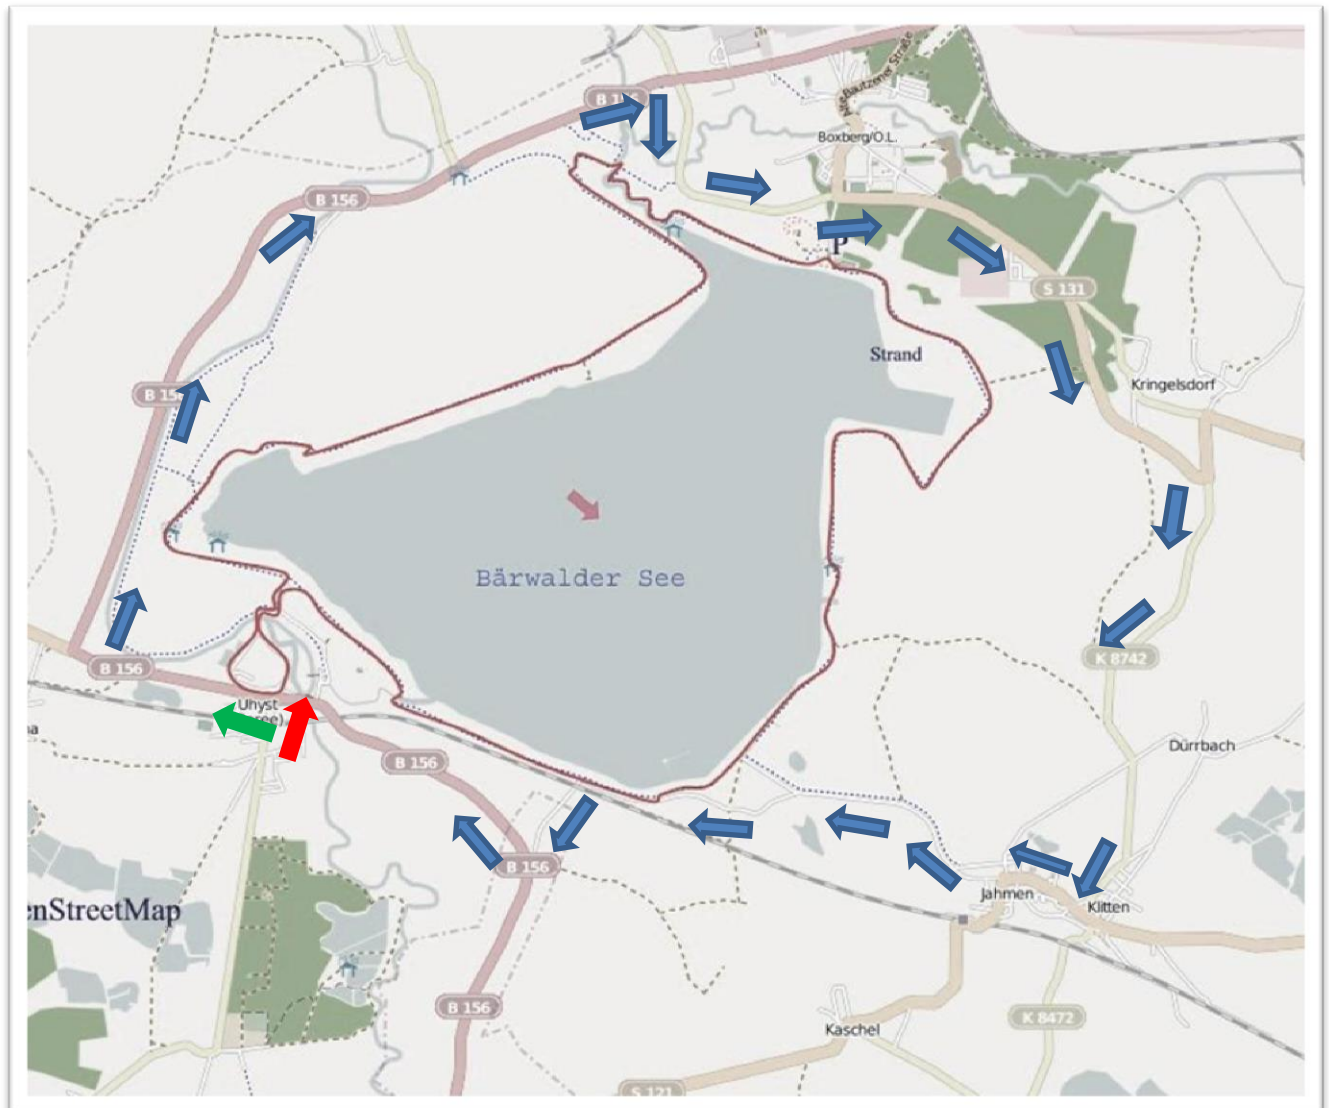 B 156
Alte Bautzener Straße
Boxberg/O.L.
B 156
P
S 131
Strand
Kringelsdorf
Bärwalder See
K 8742
B 156
Uhyst
Dürrbach
B 156
B 156
Jahmen
Klitten
enStreetMap
B 156
K 8472
Kaschel
S 121